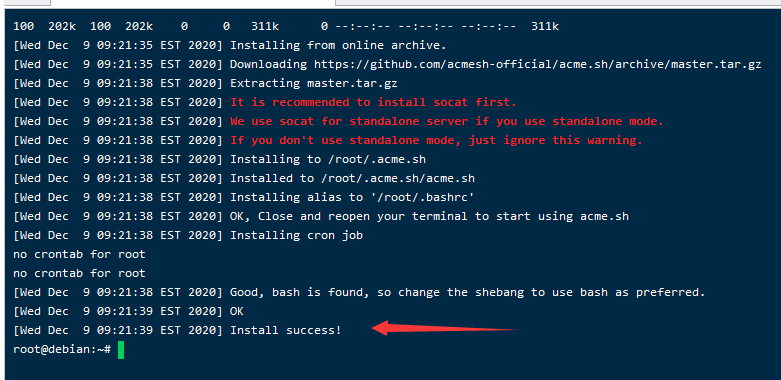 100  202k  100  202k    0     0   311k      0 --:--:-- --:--:-- --:--:--  311k
[Wed Dec  9 09:21:35 EST 2020] Installing from online archive.
[Wed Dec  9 09:21:35 EST 2020] Downloading https://github.com/acmesh-official/acme.sh/archive/master.tar.gz
[Wed Dec  9 09:21:38 EST 2020] Extracting master.tar.gz
[Wed Dec  9 09:21:38 EST 2020] It is recommended to install socat first.
[Wed Dec  9 09:21:38 EST 2020] We use socat for standalone server if you use standalone mode.
[Wed Dec  9 09:21:38 EST 2020] If you don't use standalone mode, just ignore this warning.
[Wed Dec  9 09:21:38 EST 2020] Installing to /root/.acme.sh
[Wed Dec  9 09:21:38 EST 2020] Installed to /root/.acme.sh/acme.sh
[Wed Dec  9 09:21:38 EST 2020] Installing alias to '/root/.bashrc'
[Wed Dec  9 09:21:38 EST 2020] OK, Close and reopen your terminal to start using acme.sh
[Wed Dec  9 09:21:38 EST 2020] Installing cron job
no crontab for root
no crontab for root
[Wed Dec  9 09:21:38 EST 2020] Good, bash is found, so change the shebang to use bash as preferred.
[Wed Dec  9 09:21:39 EST 2020] OK
[Wed Dec  9 09:21:39 EST 2020] Install success!
root@debian:~#